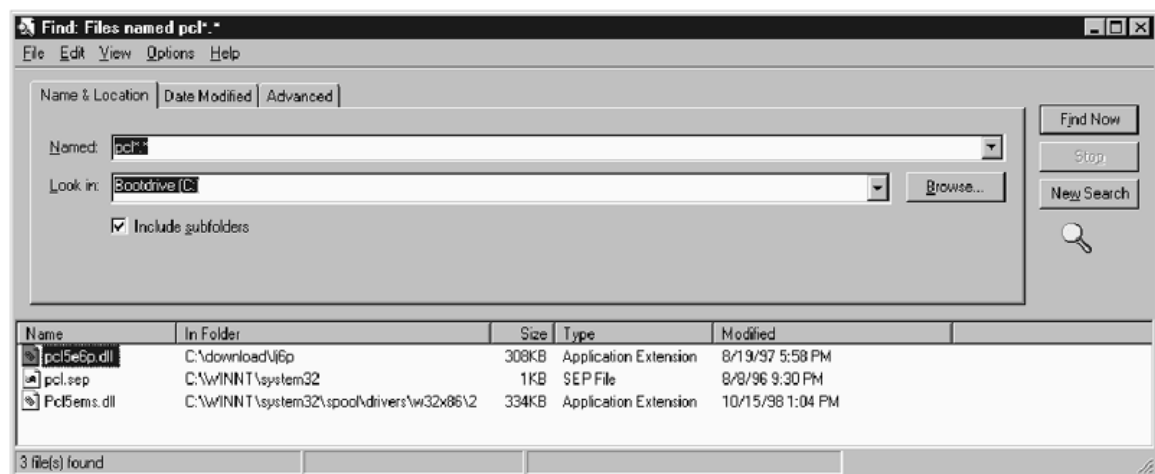 Find: Files named pcl*.*
File Edit View Options Help
Name & Location Date Modified Advanced
Named: pcl*.*
Look in: Bootdrive (C:
Browse...
Include subfolders
Find Now
Stop
New Search
Name In Folder Size Type Modified
pcl5e6p.dll C:\download\lj6p 308KB Application Extension 8/19/97 5:58 PM
pcl.sep C:\WINNT\system32 1KB SEP File 8/8/96 9:30 PM
Pcl5ems.dll C:\WINNT\system32\spool\drivers\w32x86\2 334KB Application Extension 10/15/98 1:04 PM
3 file(s) found